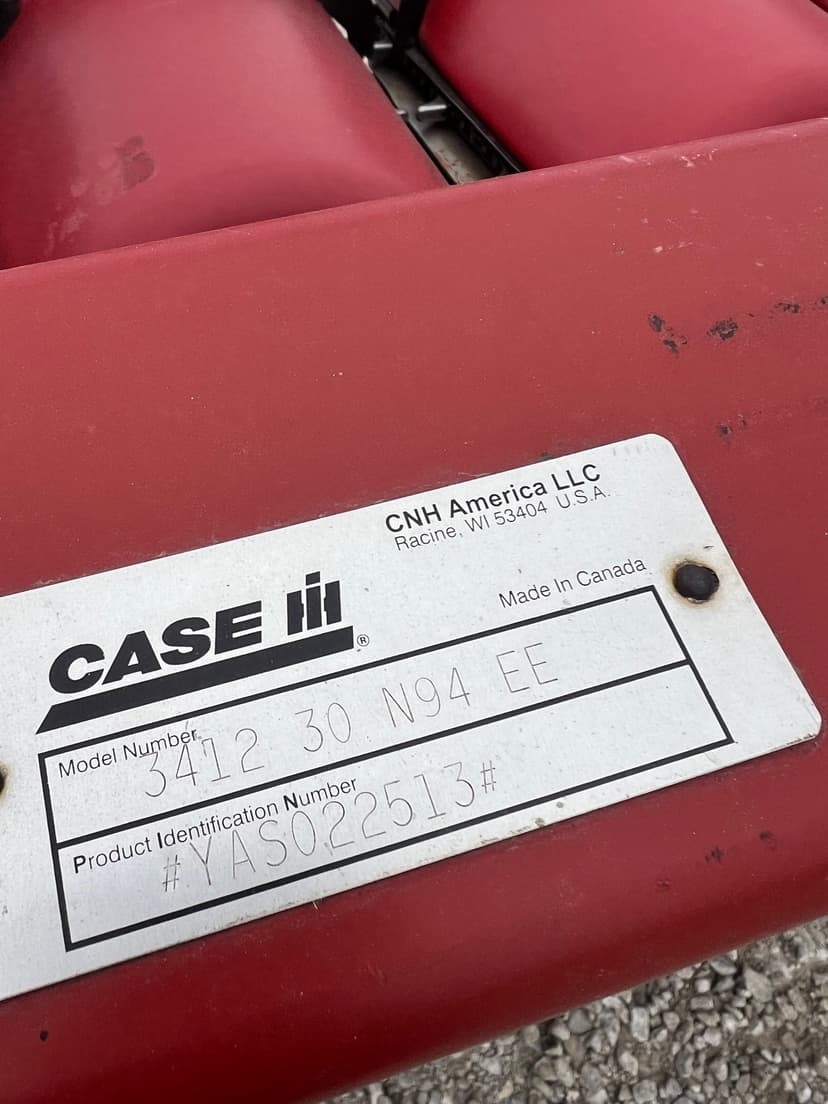 CNH America LLC
Racine, WI 53404 U.S.A.
CASE IH ®
Made In Canada
Model Number
3412 30 N94 EE
Product Identification Number
#YAS022513#